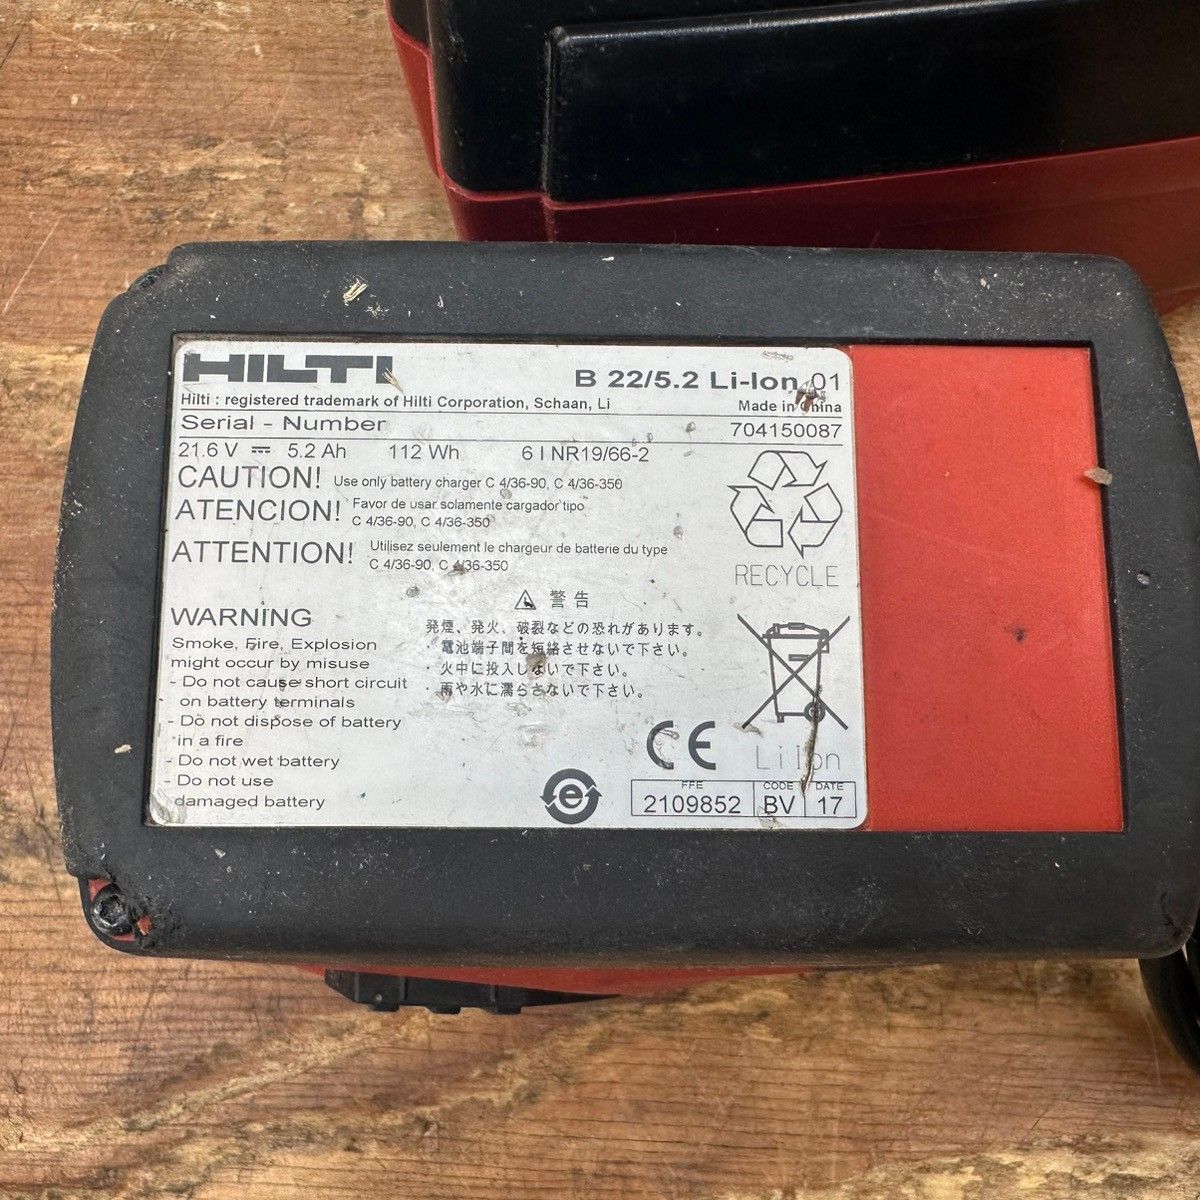 HILTI
B 22/5.2 Li-Ion 01
Hilti : registered trademark of Hilti Corporation, Schaan, Li
Made in China
Serial - Number
704150087
21.6 V ⎓ 5.2 Ah 112 Wh 6 I NR19/66-2
CAUTION! Use only battery charger C 4/36-90, C 4/36-350
ATENCION! Favor de usar solamente cargador tipo
C 4/36-90, C 4/36-350
ATTENTION! Utilisez seulement le chargeur de batterie du type
C 4/36-90, C 4/36-350
RECYCLE
WARNING
Smoke, Fire, Explosion
might occur by misuse
- Do not cause short circuit
on battery terminals
- Do not dispose of battery
in a fire
- Do not wet battery
- Do not use
damaged battery
警告
発煙、発火、破裂などの恐れがあります。
・電池端子間を短絡させないで下さい。
・火中に投入しないで下さい。
・雨や水に濡らさないで下さい。
CE
Li Ion
e
FFE CODE DATE
2109852 BV 17